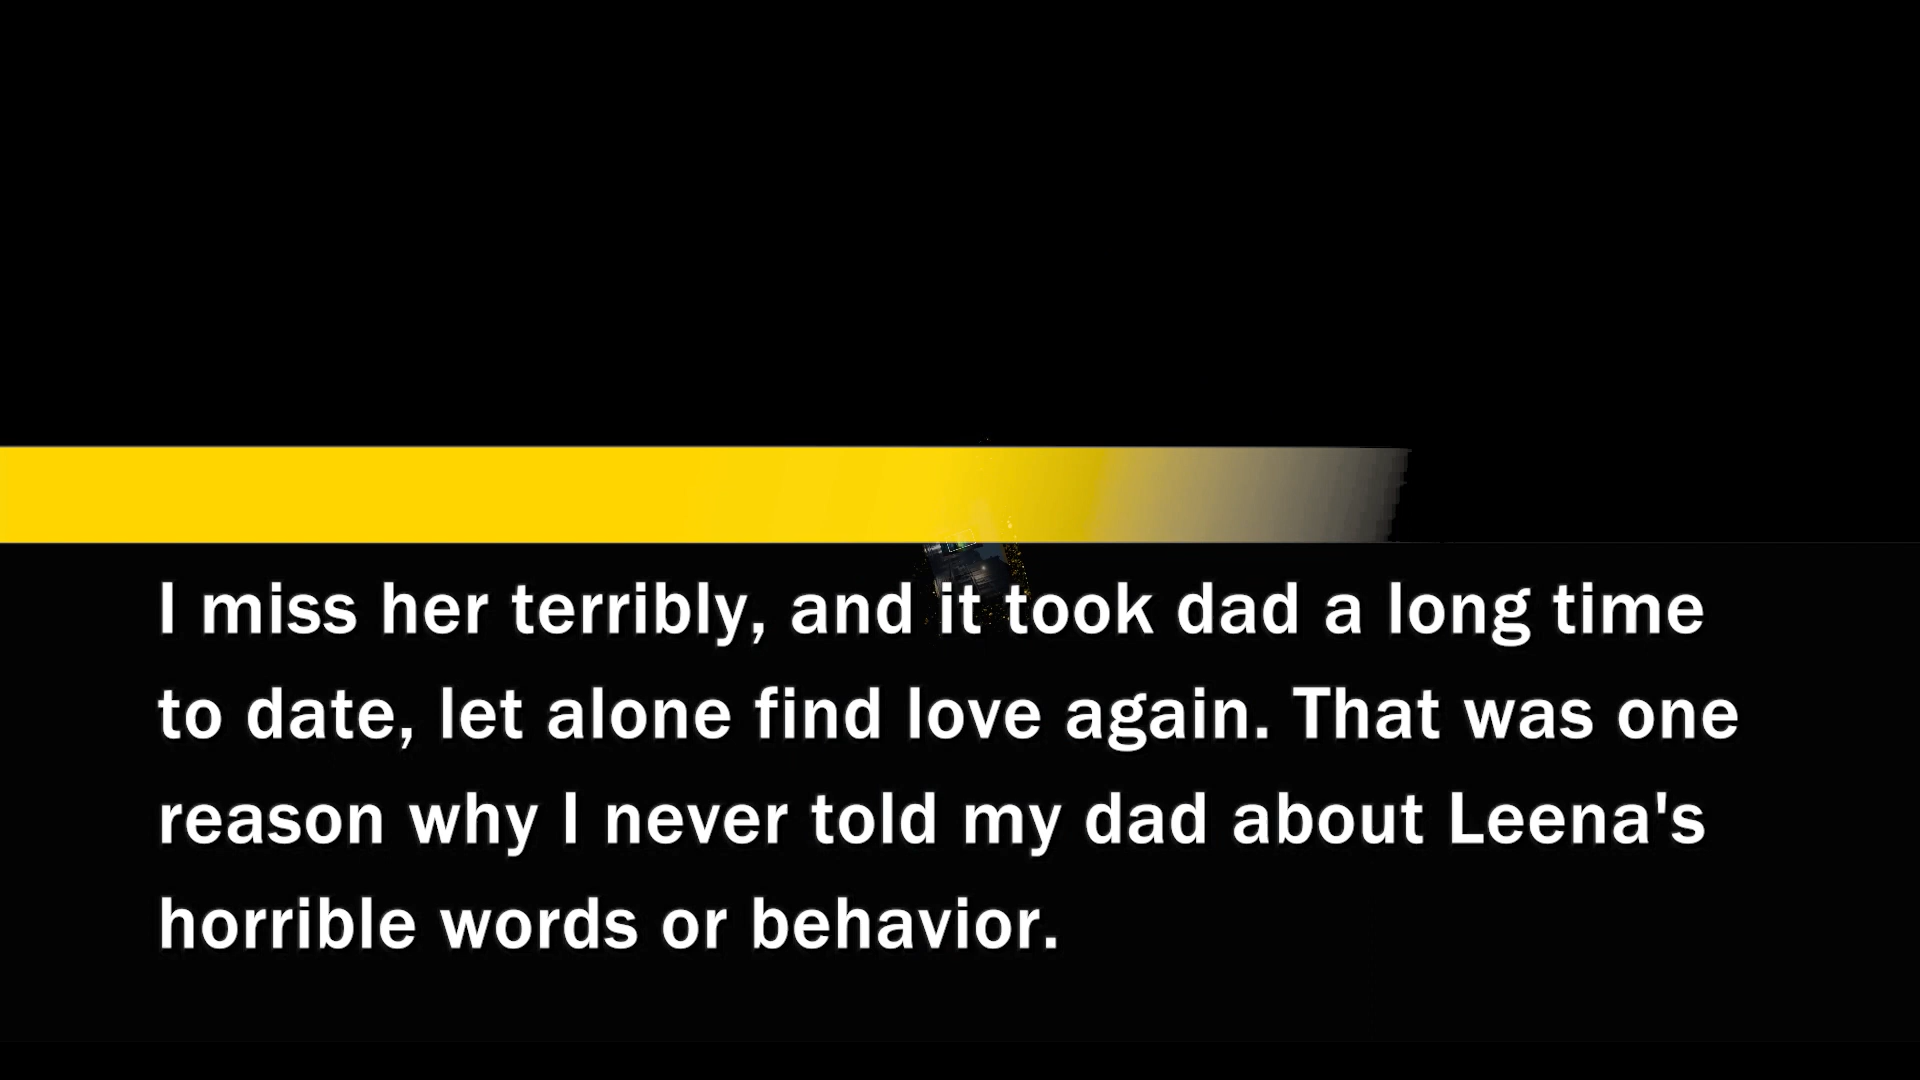 I miss her terribly, and it took dad a long time
to date, let alone find love again. That was one
reason why I never told my dad about Leena's
horrible words or behavior.